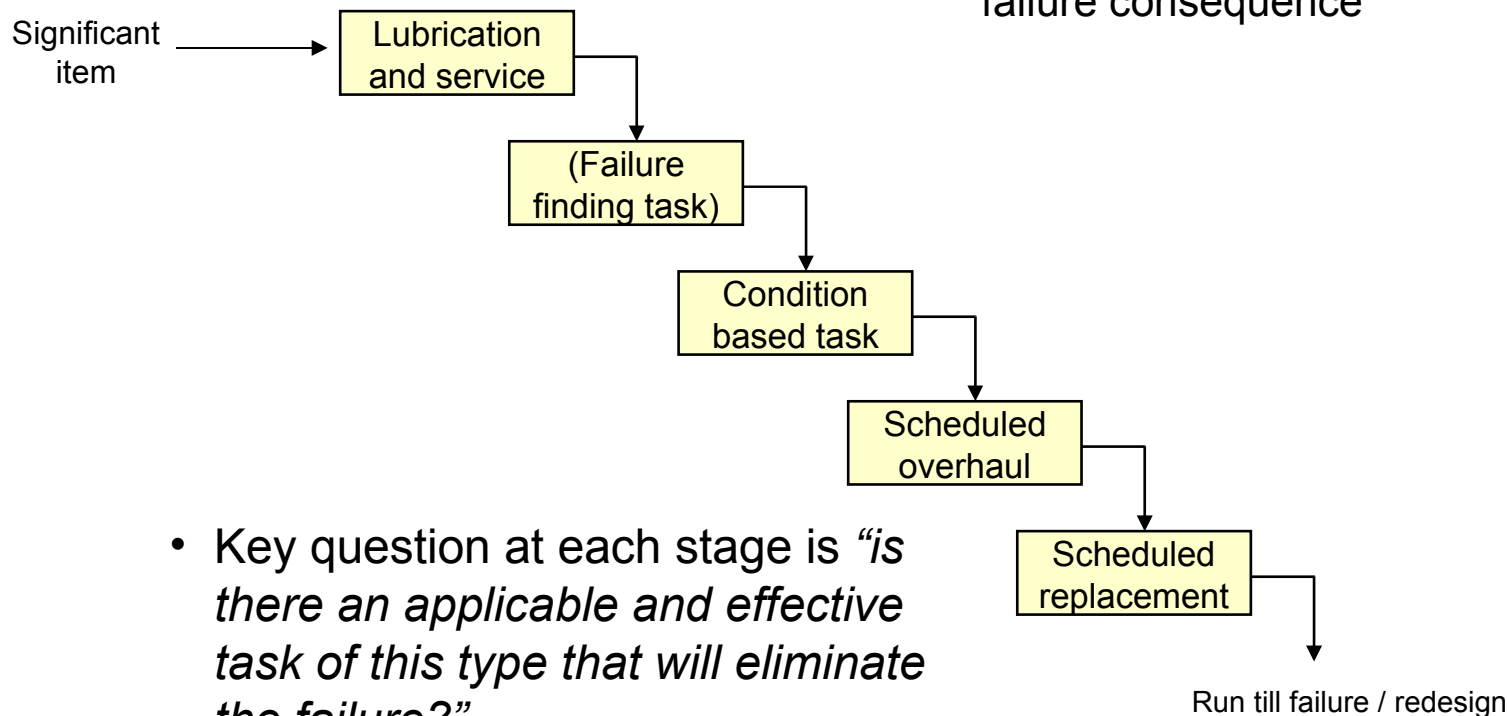 failure consequence
Significant
item
Lubrication
and service
(Failure
finding task)
Condition
based task
Scheduled
overhaul
Scheduled
replacement
• Key question at each stage is “is
there an applicable and effective
task of this type that will eliminate
the failure?”
Run till failure / redesign